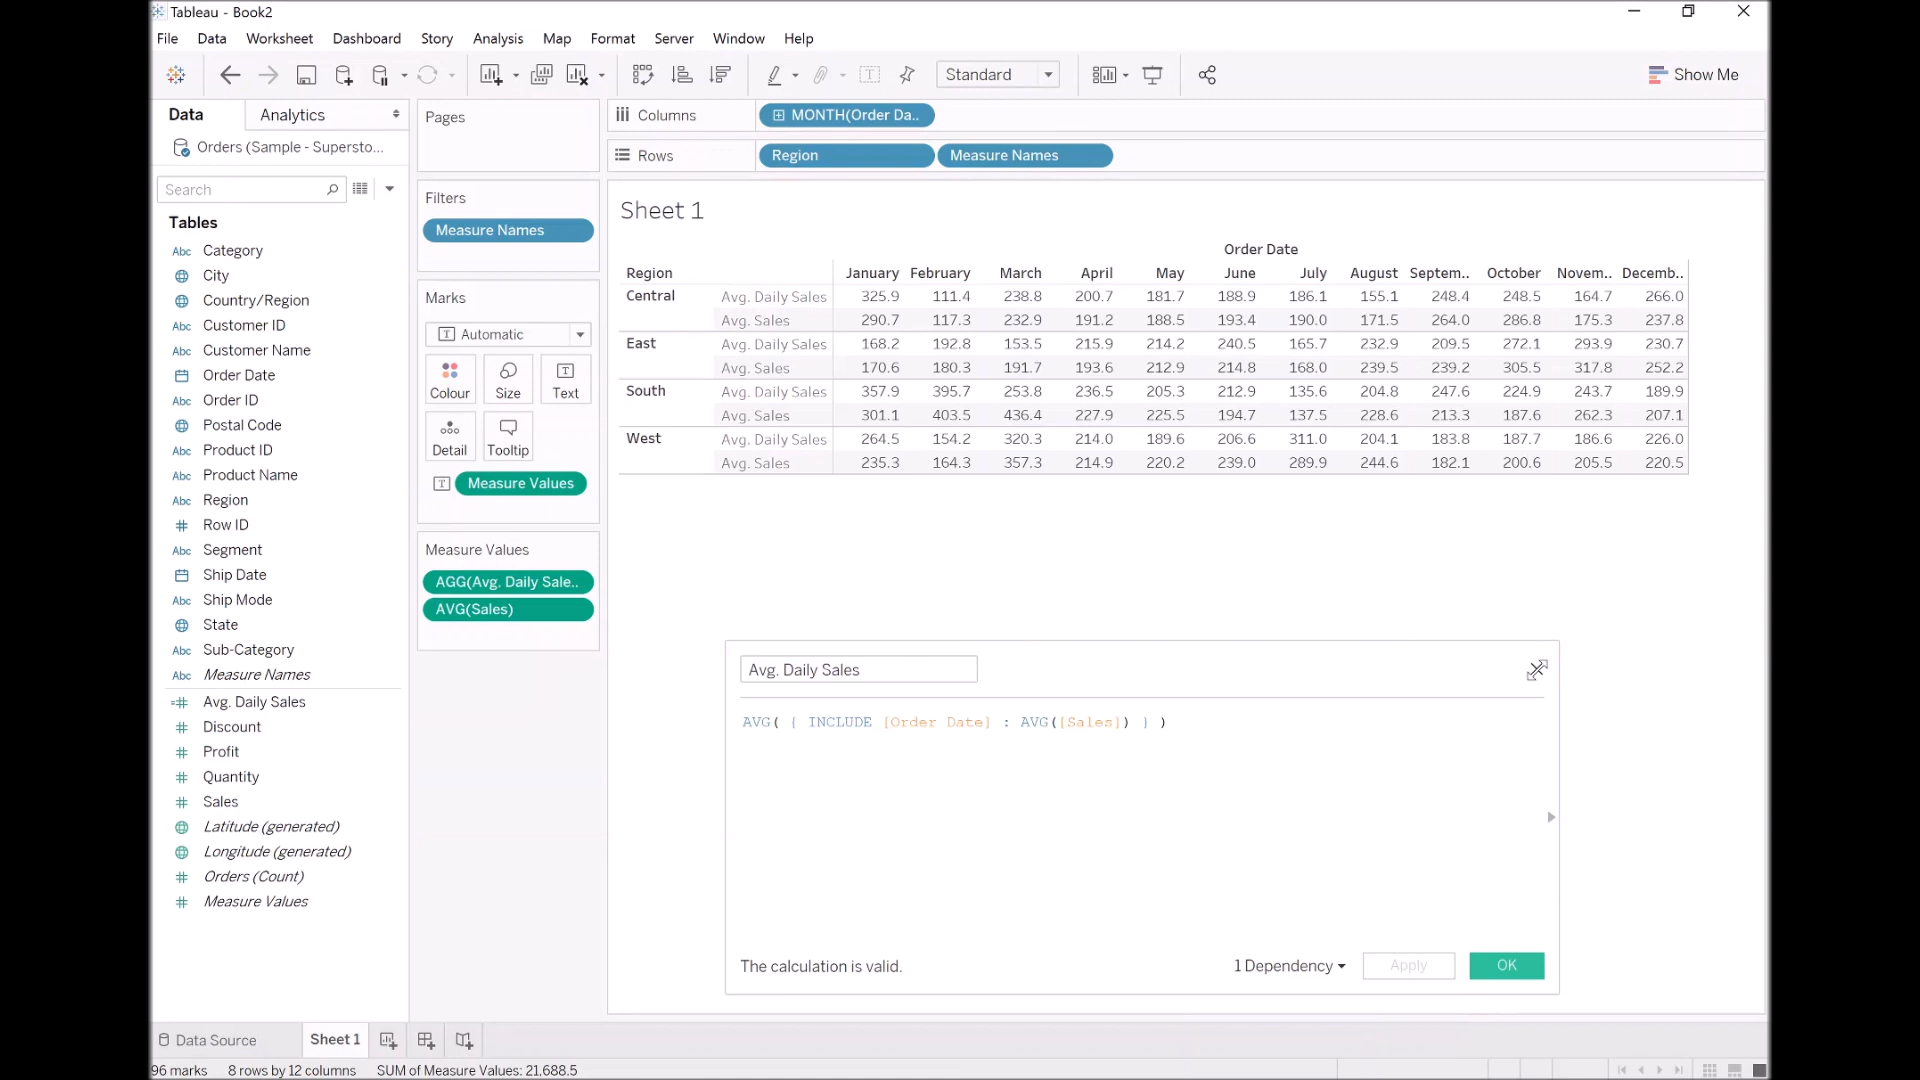 Tableau - Book2
File Data Worksheet Dashboard Story Analysis Map Format Server Window Help
Standard
Show Me
Data
Analytics
Orders (Sample - Supersto...
Search
Tables
Abc Category
City
Country/Region
Abc Customer ID
Abc Customer Name
Order Date
Abc Order ID
Postal Code
Abc Product ID
Abc Product Name
Abc Region
# Row ID
Abc Segment
Ship Date
Abc Ship Mode
State
Abc Sub-Category
Abc Measure Names
=# Avg. Daily Sales
# Discount
# Profit
# Quantity
# Sales
Latitude (generated)
Longitude (generated)
# Orders (Count)
# Measure Values
Pages
Filters
Measure Names
Marks
T Automatic
Colour Size Text
Detail Tooltip
T Measure Values
Measure Values
AGG(Avg. Daily Sale..
AVG(Sales)
Columns MONTH(Order Da..
Rows Region Measure Names
Sheet 1
Order Date
Region January February March April May June July August Septem.. October Novem.. Decemb..
Central Avg. Daily Sales 325.9 111.4 238.8 200.7 181.7 188.9 186.1 155.1 248.4 248.5 164.7 266.0
Avg. Sales 290.7 117.3 232.9 191.2 188.5 193.4 190.0 171.5 264.0 286.8 175.3 237.8
East Avg. Daily Sales 168.2 192.8 153.5 215.9 214.2 240.5 165.7 232.9 209.5 272.1 293.9 230.7
Avg. Sales 170.6 180.3 191.7 193.6 212.9 214.8 168.0 239.5 239.2 305.5 317.8 252.2
South Avg. Daily Sales 357.9 395.7 253.8 236.5 205.3 212.9 135.6 204.8 247.6 224.9 243.7 189.9
Avg. Sales 301.1 403.5 436.4 227.9 225.5 194.7 137.5 228.6 213.3 187.6 262.3 207.1
West Avg. Daily Sales 264.5 154.2 320.3 214.0 189.6 206.6 311.0 204.1 183.8 187.7 186.6 226.0
Avg. Sales 235.3 164.3 357.3 214.9 220.2 239.0 289.9 244.6 182.1 200.6 205.5 220.5
Avg. Daily Sales
AVG( { INCLUDE [Order Date] : AVG([Sales]) } )
The calculation is valid.
1 Dependency
Apply
OK
Data Source
Sheet 1
96 marks 8 rows by 12 columns SUM of Measure Values: 21,688.5